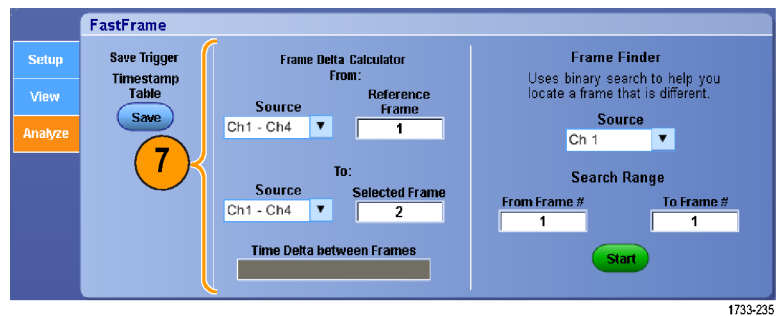 FastFrame
Setup
View
Analyze
Save Trigger
Timestamp
Table
Save
7
Frame Delta Calculator
From:
Source
Reference
Frame
Ch1 - Ch4
1
To:
Source
Selected Frame
Ch1 - Ch4
2
Time Delta between Frames
Frame Finder
Uses binary search to help you
locate a frame that is different.
Source
Ch 1
Search Range
From Frame #
To Frame #
1
1
Start
1733-235